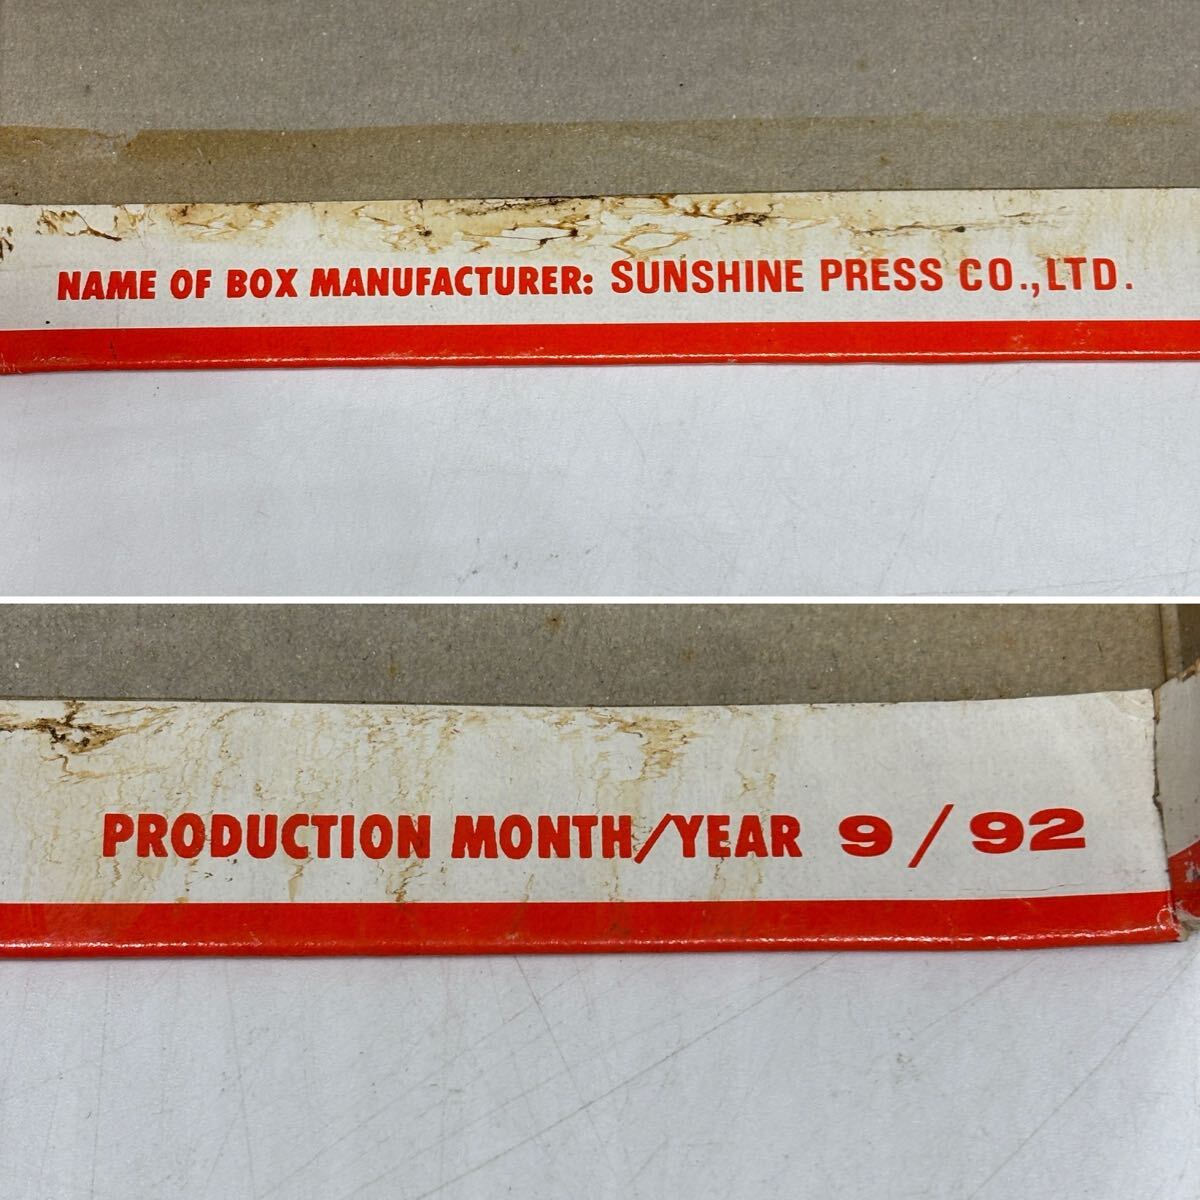 NAME OF BOX MANUFACTURER: SUNSHINE PRESS CO.,LTD.
PRODUCTION MONTH/YEAR 9/92